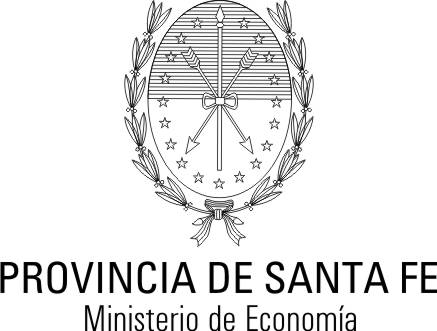 PROVINCIA DE SANTA FE
Ministerio de Economía